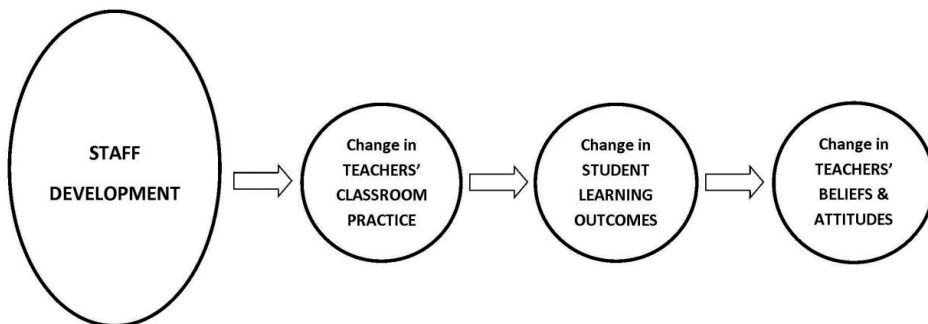 STAFF
DEVELOPMENT
Change in
TEACHERS'
CLASSROOM
PRACTICE
Change in
STUDENT
LEARNING
OUTCOMES
Change in
TEACHERS'
BELIEFS &
ATTITUDES